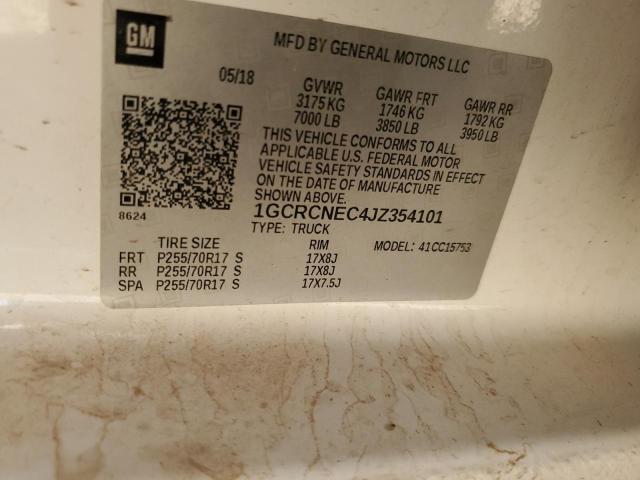 GM
MFD BY GENERAL MOTORS LLC
05/18
GVWR
3175 KG
7000 LB
GAWR FRT
1746 KG
3850 LB
GAWR RR
1792 KG
3950 LB
THIS VEHICLE CONFORMS TO ALL
APPLICABLE U.S. FEDERAL MOTOR
VEHICLE SAFETY STANDARDS IN EFFECT
ON THE DATE OF MANUFACTURE
SHOWN ABOVE.
8624
1GCRCNEC4JZ354101
TYPE: TRUCK
MODEL: 41CC15753
TIRE SIZE RIM
FRT P255/70R17 S 17X8J
RR P255/70R17 S 17X8J
SPA P255/70R17 S 17X7.5J